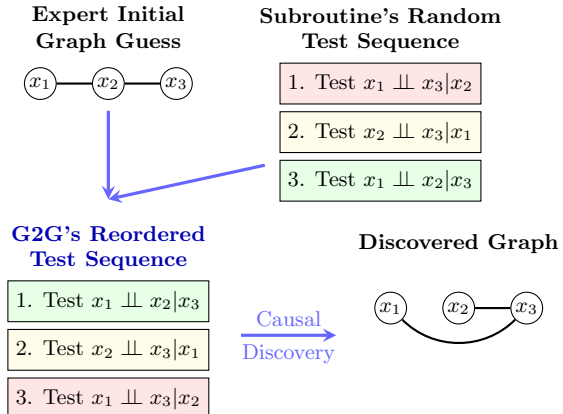 Expert Initial
Graph Guess
x₁ x₂ x₃
Subroutine's Random
Test Sequence
1. Test x₁ ⫫ x₃|x₂
2. Test x₂ ⫫ x₃|x₁
3. Test x₁ ⫫ x₂|x₃
G2G's Reordered
Test Sequence
1. Test x₁ ⫫ x₂|x₃
2. Test x₂ ⫫ x₃|x₁
3. Test x₁ ⫫ x₃|x₂
Causal
Discovery
Discovered Graph
x₁ x₂ x₃